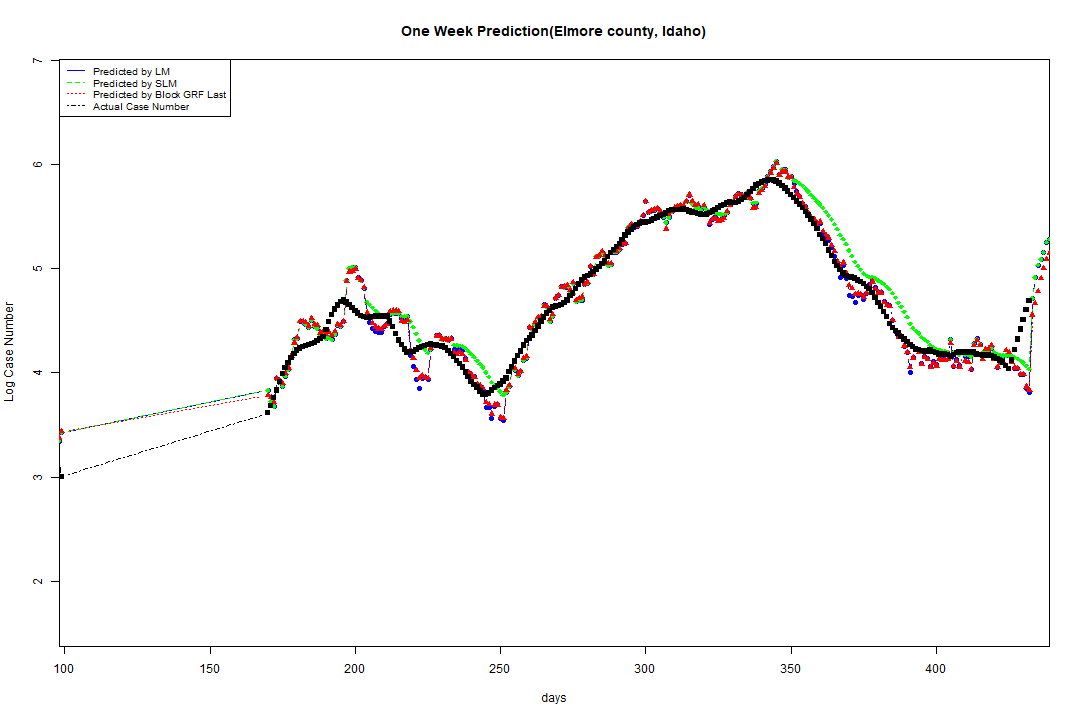 One Week Prediction(Elmore county, Idaho)
Predicted by LM
Predicted by SLM
Predicted by Block GRF Last
Actual Case Number
7
6
5
4
3
2
Log Case Number
100 150 200 250 300 350 400
days